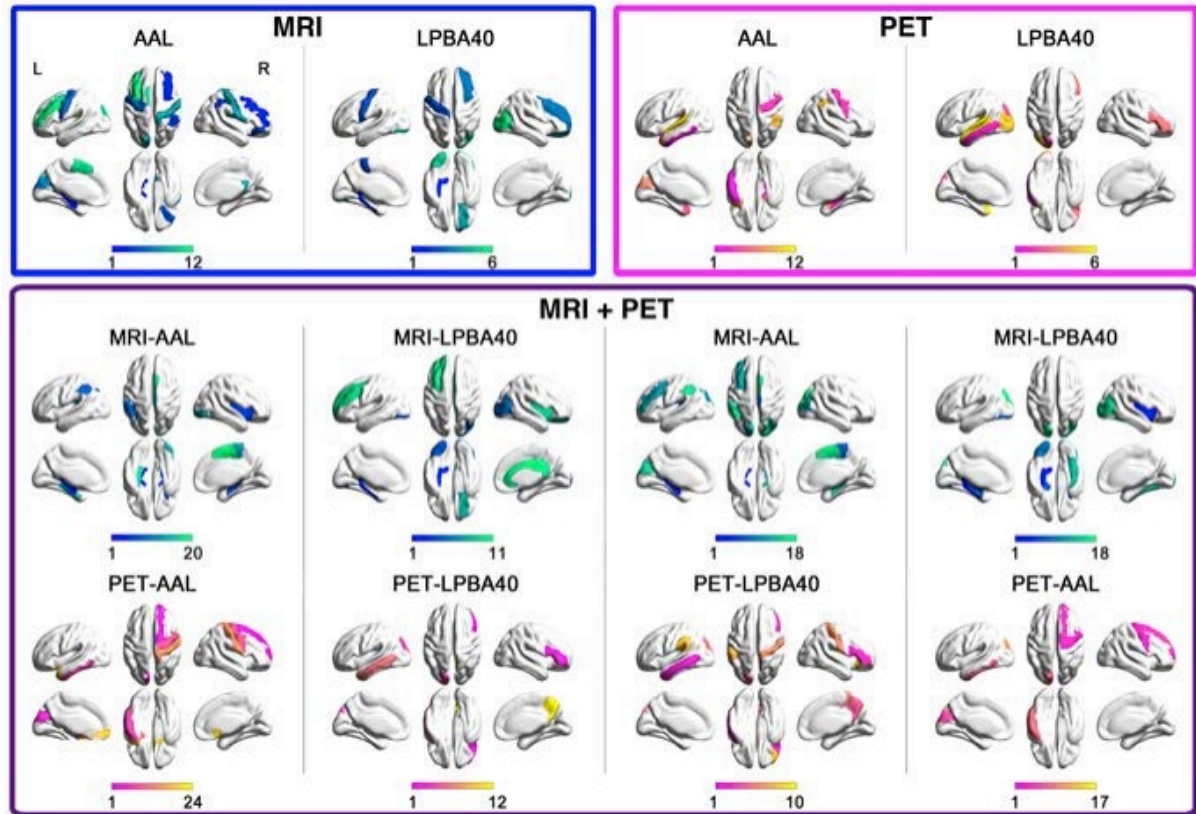 MRI
AAL LPBA40
L R
1 12 1 6
PET
AAL LPBA40
1 12 1 6
MRI + PET
MRI-AAL MRI-LPBA40 MRI-AAL MRI-LPBA40
1 20 1 11 1 18 1 18
PET-AAL PET-LPBA40 PET-LPBA40 PET-AAL
1 24 1 12 1 10 1 17